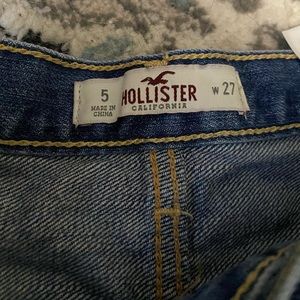 5
MADE IN
CHINA
HOLLISTER
CALIFORNIA
W 27